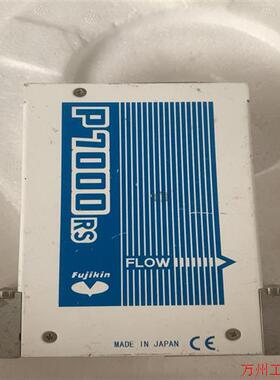 P7000RS
Fujikin
FLOW
MADE IN JAPAN CE
万州工